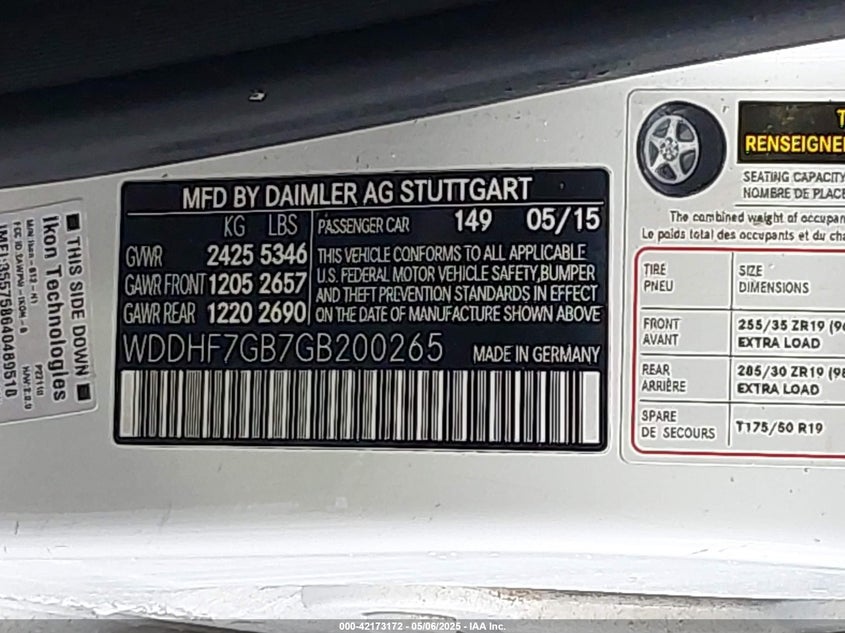 MFD BY DAIMLER AG STUTTGART
KG LBS
PASSENGER CAR 149 05/15
GVWR 2425 5346
GAWR FRONT 1205 2657
GAWR REAR 1220 2690
THIS VEHICLE CONFORMS TO ALL APPLICABLE
U.S. FEDERAL MOTOR VEHICLE SAFETY,BUMPER
AND THEFT PREVENTION STANDARDS IN EFFECT
ON THE DATE OF MANUFACTURE SHOWN ABOVE
WDDHF7GB7GB200265 MADE IN GERMANY
THIS SIDE DOWN
Ikon Technologies
PP2110
H/W:2.8.0
RENSEIGNE
SEATING CAPACITY
NOMBRE DE PLACE
The combined weight of occupan
Le poids total des occupants et du cha
TIRE SIZE
PNEU DIMENSIONS
FRONT 255/35 ZR19
AVANT EXTRA LOAD
REAR 285/30 ZR19
ARRIÈRE EXTRA LOAD
SPARE T175/50 R19
DE SECOURS
000-42173172 - 05/06/2025 - IAA Inc.